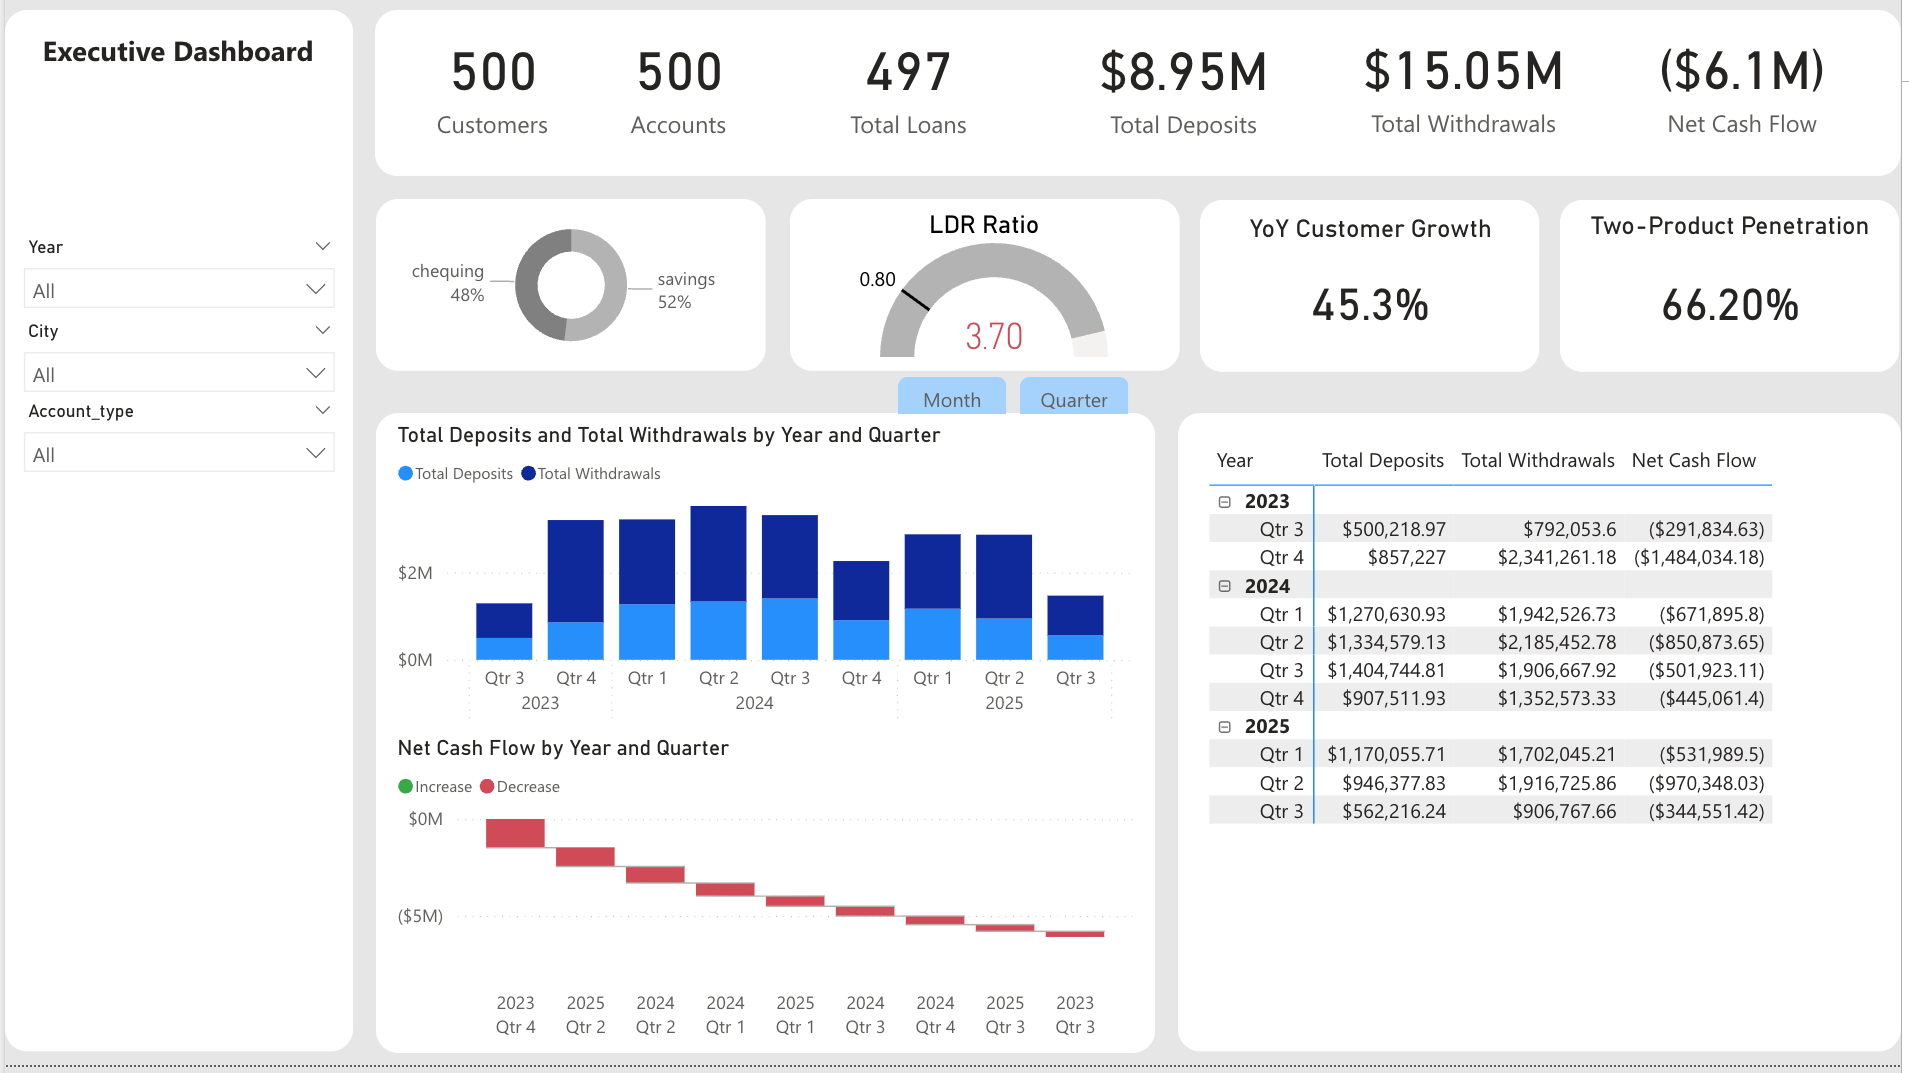 Executive Dashboard
500 500 497 $8.95M $15.05M ($6.1M)
Customers Accounts Total Loans Total Deposits Total Withdrawals Net Cash Flow
Year
All
City
All
Account_type
All
chequing
48%
savings
52%
LDR Ratio
0.80
3.70
YoY Customer Growth
45.3%
Two-Product Penetration
66.20%
Month Quarter
Total Deposits and Total Withdrawals by Year and Quarter
Total Deposits Total Withdrawals
$2M
$0M
Qtr 3 Qtr 4 Qtr 1 Qtr 2 Qtr 3 Qtr 4 Qtr 1 Qtr 2 Qtr 3
2023 2024 2025
Net Cash Flow by Year and Quarter
Increase Decrease
$0M
($5M)
2023 2025 2024 2024 2025 2024 2024 2025 2023
Qtr 4 Qtr 2 Qtr 2 Qtr 1 Qtr 1 Qtr 3 Qtr 4 Qtr 3 Qtr 3
Year Total Deposits Total Withdrawals Net Cash Flow
2023
Qtr 3 $500,218.97 $792,053.6 ($291,834.63)
Qtr 4 $857,227 $2,341,261.18 ($1,484,034.18)
2024
Qtr 1 $1,270,630.93 $1,942,526.73 ($671,895.8)
Qtr 2 $1,334,579.13 $2,185,452.78 ($850,873.65)
Qtr 3 $1,404,744.81 $1,906,667.92 ($501,923.11)
Qtr 4 $907,511.93 $1,352,573.33 ($445,061.4)
2025
Qtr 1 $1,170,055.71 $1,702,045.21 ($531,989.5)
Qtr 2 $946,377.83 $1,916,725.86 ($970,348.03)
Qtr 3 $562,216.24 $906,767.66 ($344,551.42)